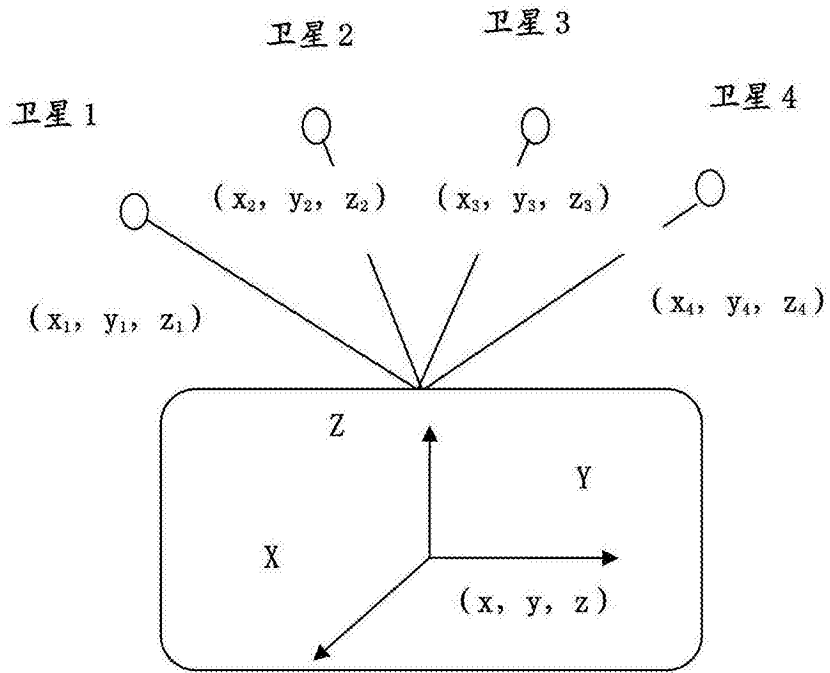 卫星1
卫星2
卫星3
卫星4
(x₁, y₁, z₁)
(x₂, y₂, z₂)
(x₃, y₃, z₃)
(x₄, y₄, z₄)
Z
Y
X
(x, y, z)